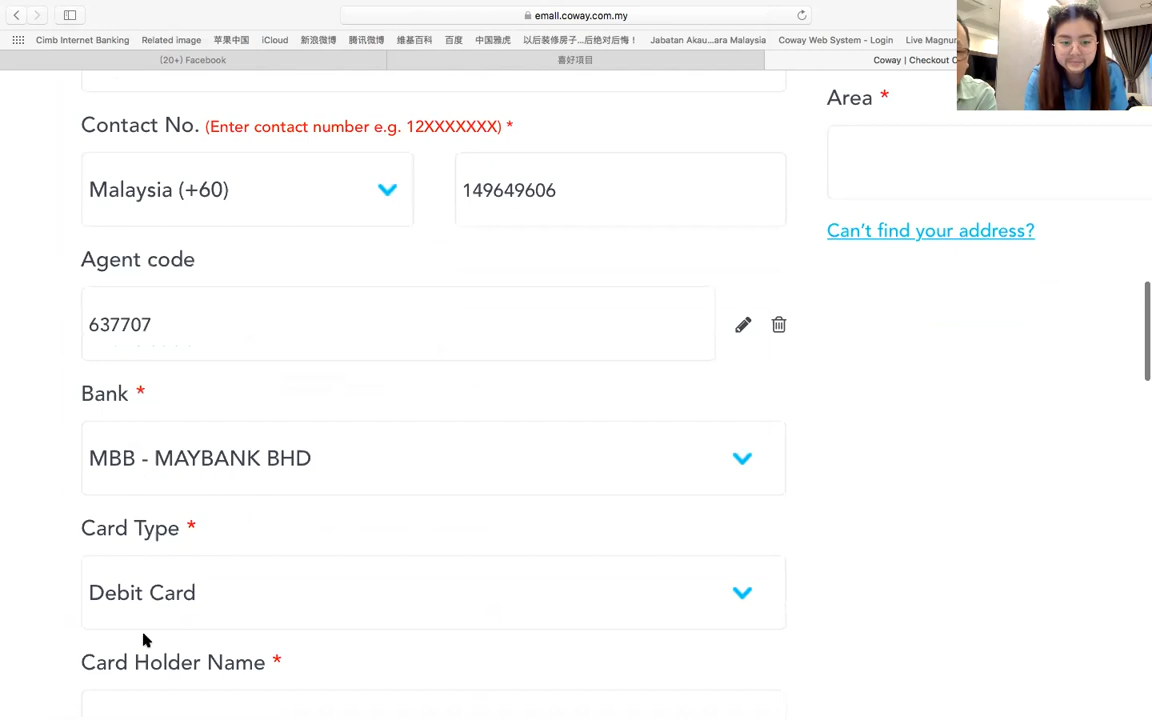 emall.coway.com.my
Cimb Internet Banking Related image 苹果中国 iCloud 新浪微博 腾讯微博 维基百科 百度 中国雅虎 以后装修房子...后绝对后悔！ Jabatan Akau...ara Malaysia Coway Web System - Login Live Magnum
(20+) Facebook 喜好項目 Coway | Checkout
Area *
Contact No. (Enter contact number e.g. 12XXXXXXX) *
Malaysia (+60) 149649606
Can't find your address?
Agent code
637707
Bank *
MBB - MAYBANK BHD
Card Type *
Debit Card
Card Holder Name *